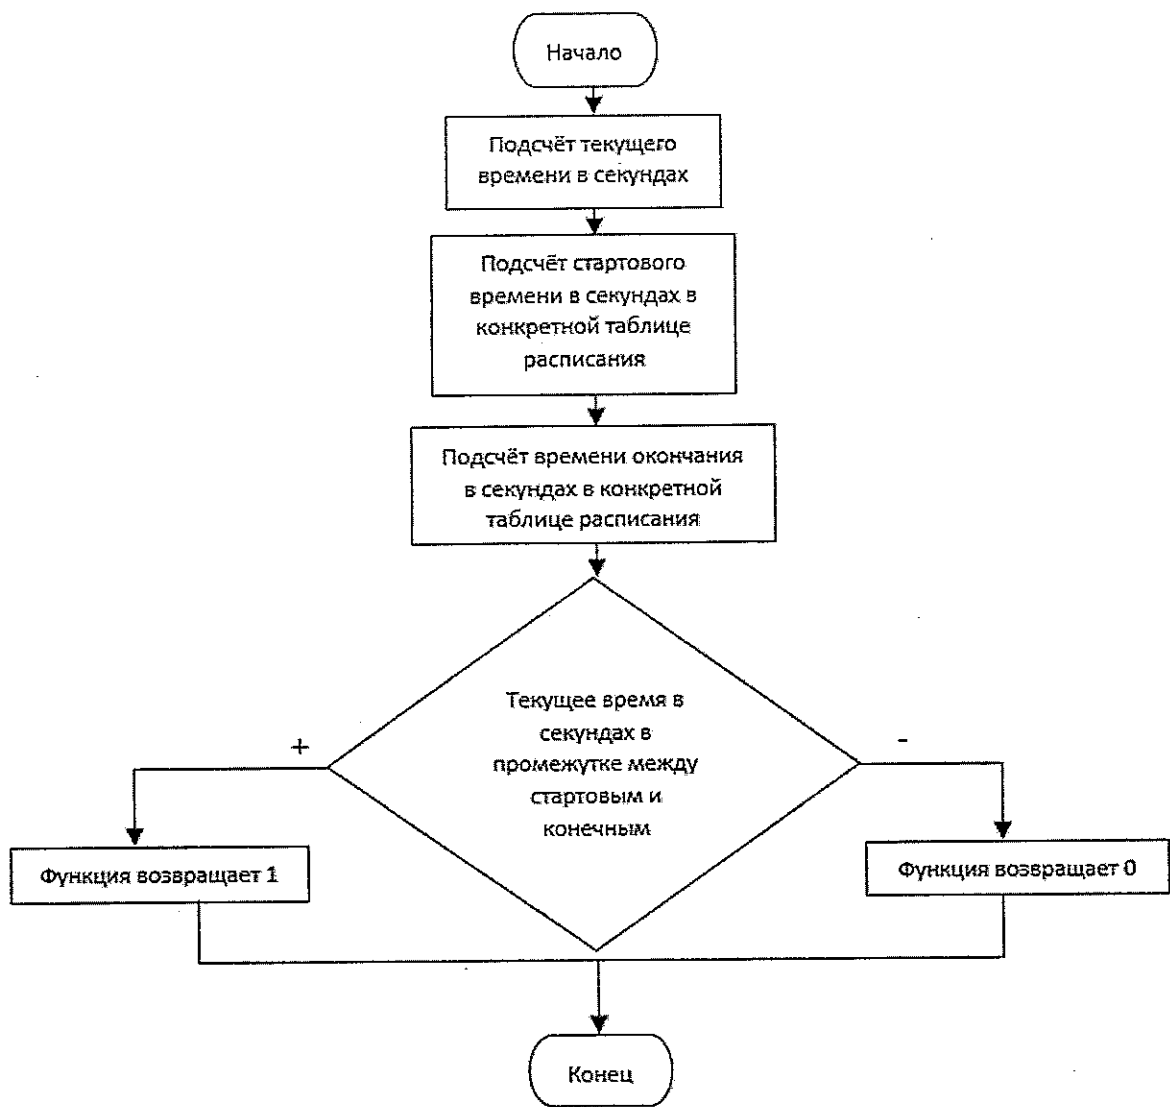 Начало
Подсчёт текущего
времени в секундах
Подсчёт стартового
времени в секундах в
конкретной таблице
расписания
Подсчёт времени окончания
в секундах в конкретной
таблице расписания
Текущее время в
секундах в
промежутке между
стартовым и
конечным
+
-
Функция возвращает 1
Функция возвращает 0
Конец